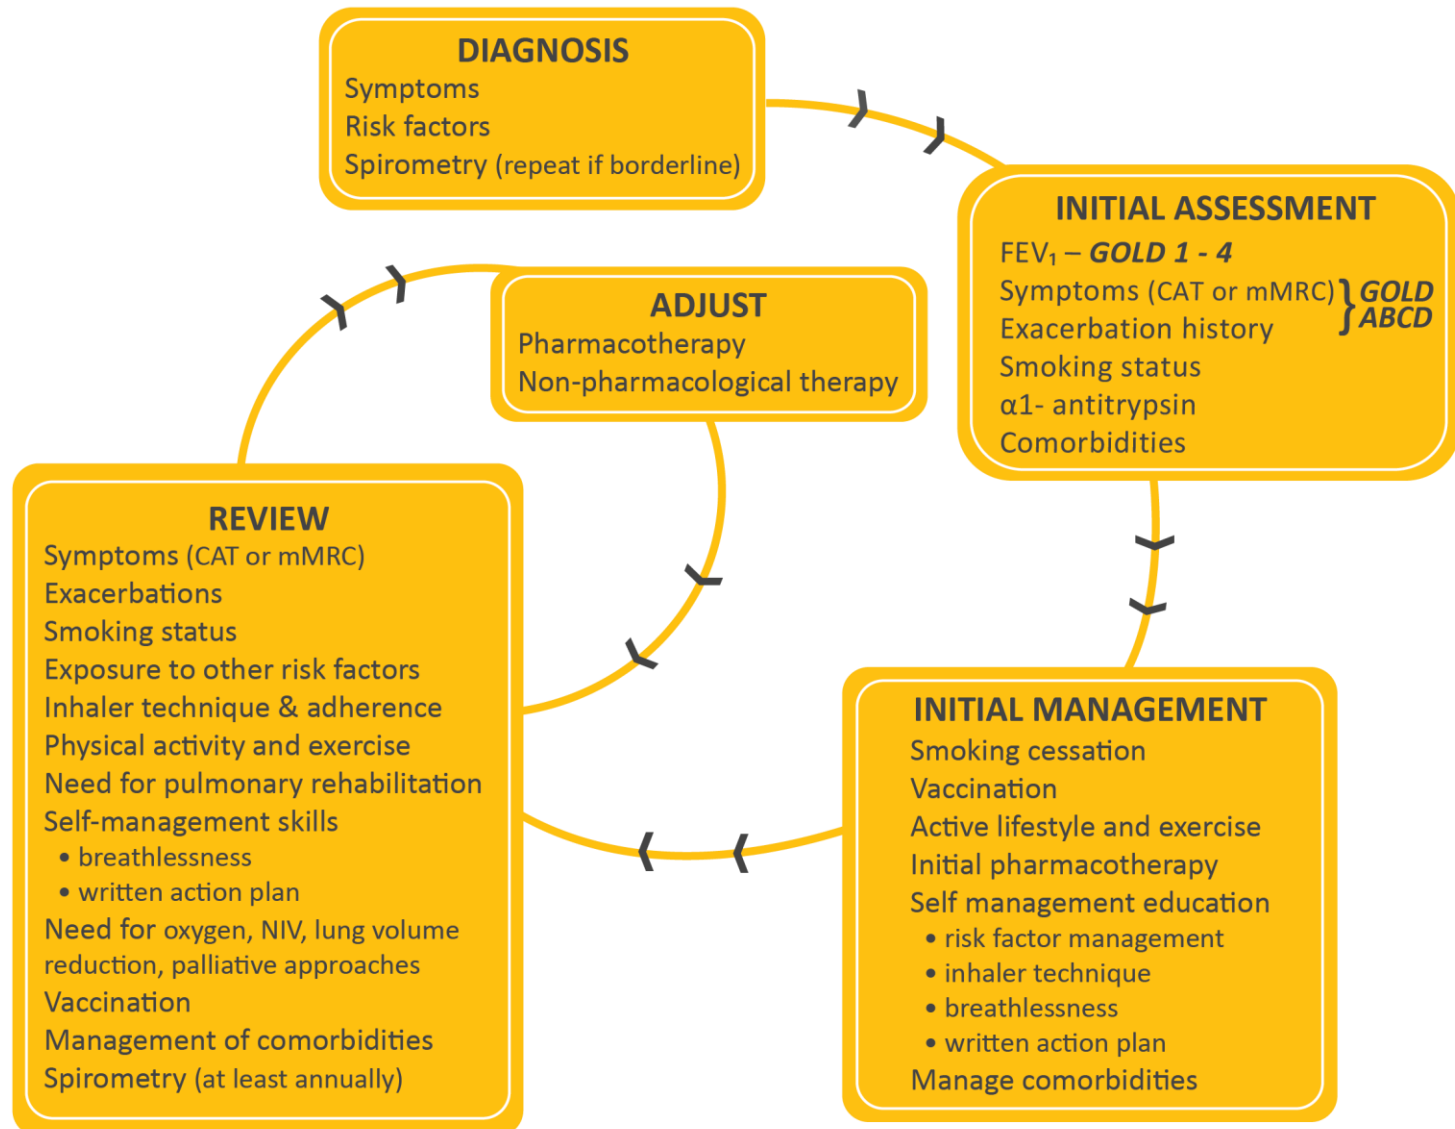 DIAGNOSIS
Symptoms
Risk factors
Spirometry (repeat if borderline)
INITIAL ASSESSMENT
FEV₁ – GOLD 1 - 4
Symptoms (CAT or mMRC)
Exacerbation history
} GOLD
ABCD
Smoking status
α1- antitrypsin
Comorbidities
INITIAL MANAGEMENT
Smoking cessation
Vaccination
Active lifestyle and exercise
Initial pharmacotherapy
Self management education
• risk factor management
• inhaler technique
• breathlessness
• written action plan
Manage comorbidities
REVIEW
Symptoms (CAT or mMRC)
Exacerbations
Smoking status
Exposure to other risk factors
Inhaler technique & adherence
Physical activity and exercise
Need for pulmonary rehabilitation
Self-management skills
• breathlessness
• written action plan
Need for oxygen, NIV, lung volume
reduction, palliative approaches
Vaccination
Management of comorbidities
Spirometry (at least annually)
ADJUST
Pharmacotherapy
Non-pharmacological therapy